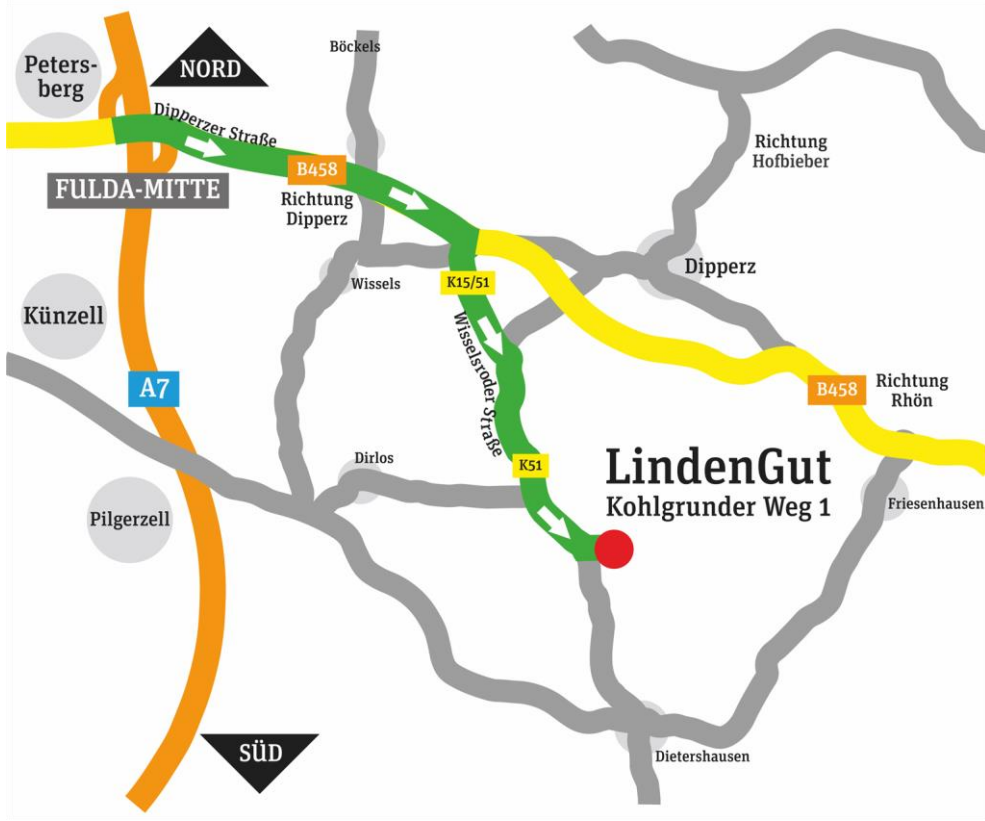 Böckels
Peters-
berg
NORD
Dipperzer Straße
Richtung
Hofbieber
B458
FULDA-MITTE
Richtung
Dipperz
Dipperz
Wissels
K15/51
Künzell
Wisselsroder Straße
A7
B458
Richtung
Rhön
Dirlos
K51
LindenGut
Kohlgrunder Weg 1
Friesenhausen
Pilgerzell
SÜD
Dietershausen